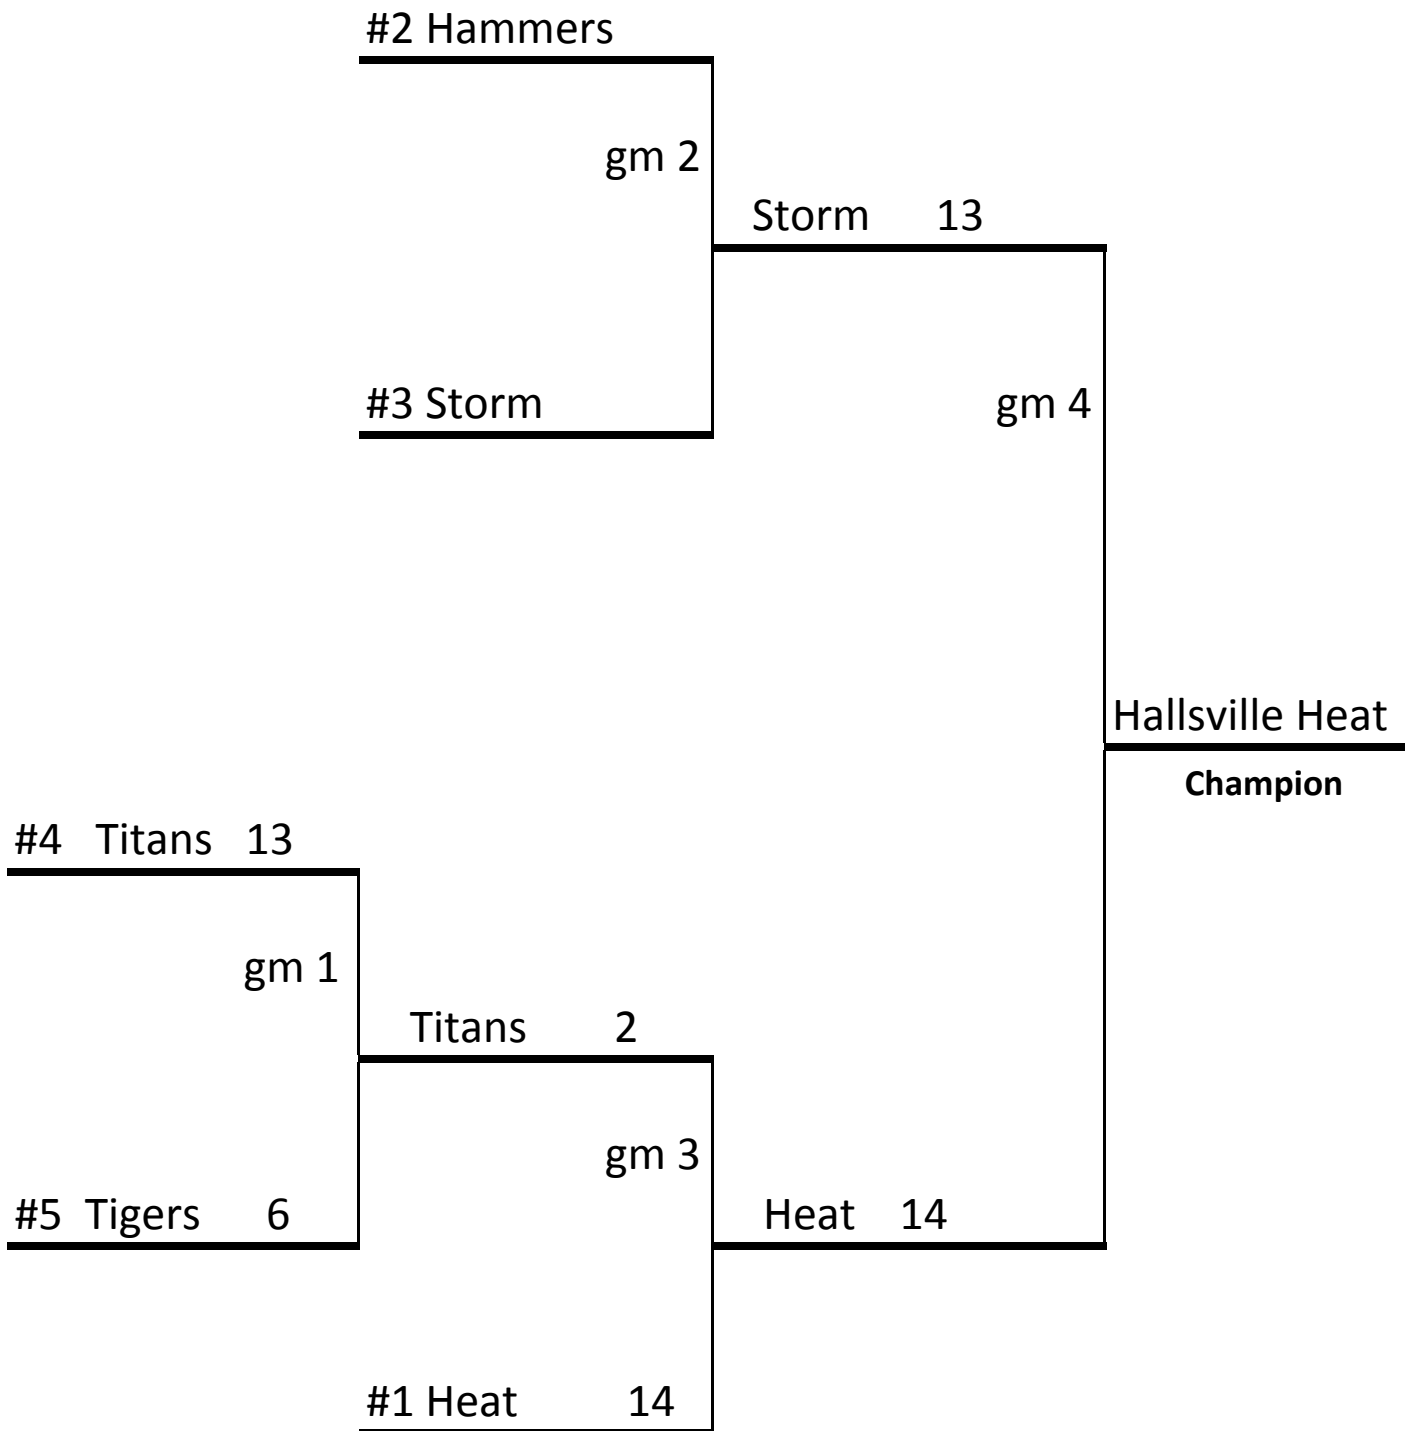 #2 Hammers
gm 2
Storm 13
#3 Storm
gm 4
Hallsville Heat
Champion
#4 Titans 13
gm 1
Titans 2
gm 3
#5 Tigers 6
Heat 14
#1 Heat 14